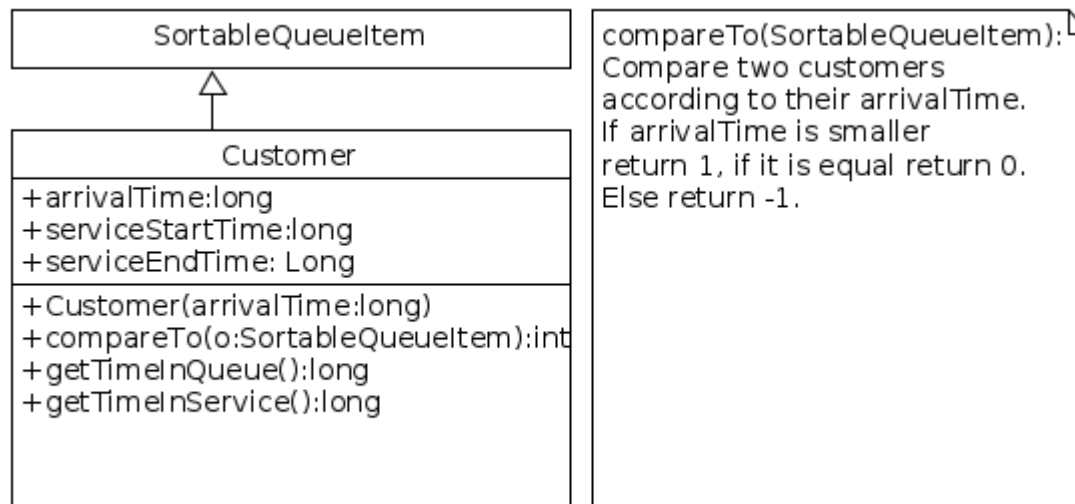 SortableQueueItem
Customer
+arrivalTime:long
+serviceStartTime:long
+serviceEndTime: Long
+Customer(arrivalTime:long)
+compareTo(o:SortableQueueItem):int
+getTimeInQueue():long
+getTimeInService():long
compareTo(SortableQueueItem):
Compare two customers
according to their arrivalTime.
If arrivalTime is smaller
return 1, if it is equal return 0.
Else return -1.